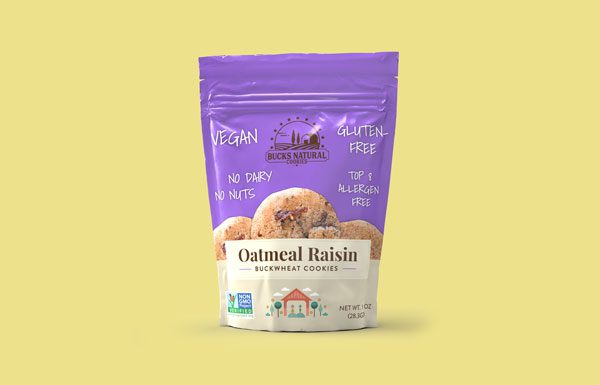 VEGAN
GLUTEN-
FREE
BUCKS NATURAL
COOKIES
NO DAIRY
NO NUTS
TOP 8
ALLERGEN
FREE
Oatmeal Raisin
BUCKWHEAT COOKIES
NON
GMO
Project
VERIFIED
NET WT. 1 OZ
(28.3G)